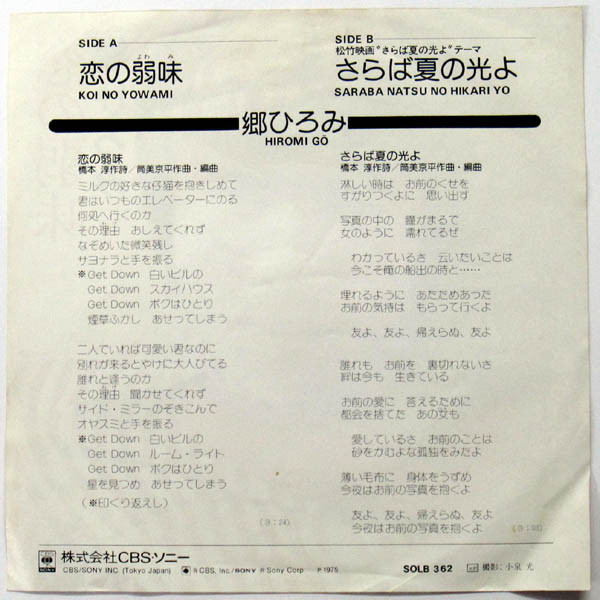 SIDE A
恋の弱味
よわみ
KOI NO YOWAMI
SIDE B
松竹映画"さらば夏の光よ"テーマ
さらば夏の光よ
SARABA NATSU NO HIKARI YO
郷ひろみ
HIROMI GŌ
恋の弱味
橋本 淳作詩/筒美京平作曲・編曲
ミルクの好きな仔猫を抱きしめて
君はいつものエレベーターにのる
何処へ行くのか
その理由 おしえてくれず
なぞめいた微笑残し
サヨナラと手を振る
※Get Down 白いビルの
Get Down スカイハウス
Get Down ボクはひとり
煙草ふかし あせってしまう
二人でいれば可愛い君なのに
別れが来るとやけに大人びてる
誰れと逢うのか
その理由 聞かせてくれず
サイド・ミラーのぞきこんで
オヤスミと手を振る
※Get Down 白いビルの
Get Down ルーム・ライト
Get Down ボクはひとり
星を見つめ あせってしまう
(※印くり返えし)
(3:24)
さらば夏の光よ
橋本 淳作詩/筒美京平作曲・編曲
淋しい時は お前のくせを
すがりつくよに 思い出す
写真の中の 瞳がまるで
女のように 濡れてるぜ
わかっているさ 云いたいことは
今こそ俺の船出の時と……
埋れるように あたためあった
お前の気持は もらって行くよ
友よ、友よ、帰えらぬ、友よ
誰れも お前を 裏切れないさ
絆は今も 生きている
お前の愛に 答えるために
都会を捨てた あの女も
愛しているさ お前のことは
砂をかむよな孤独をみたよ
薄い毛布に 身体をうずめ
今夜はお前の写真を抱くよ
友よ、友よ、帰えらぬ、友よ
今夜はお前の写真を抱くよ
株式会社CBS・ソニー
CBS/SONY INC (Tokyo Japan)
® CBS, Inc./SONY ® Sony Corp P 1975
SOLB 362
撮影:小泉 光